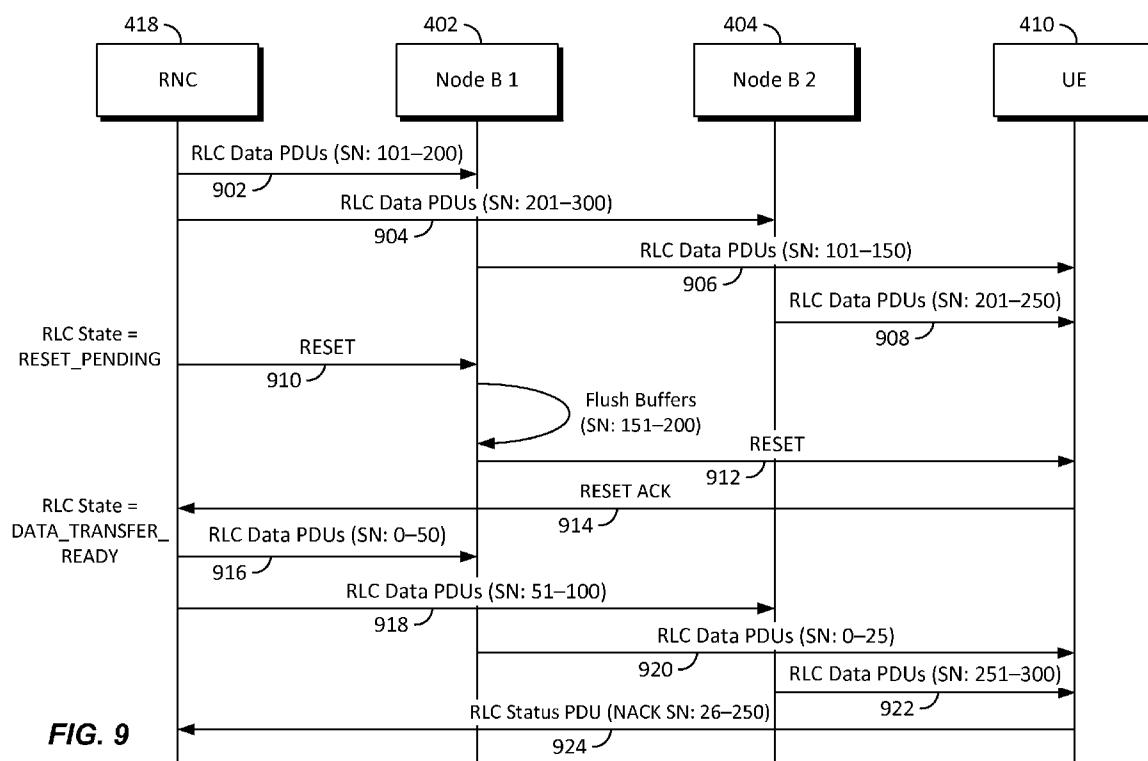 418
402
404
410
RNC
Node B 1
Node B 2
UE
RLC Data PDUs (SN: 101–200)
902
RLC Data PDUs (SN: 201–300)
904
RLC Data PDUs (SN: 101–150)
906
RLC Data PDUs (SN: 201–250)
908
RLC State =
RESET_PENDING
RESET
910
Flush Buffers
(SN: 151–200)
RESET
912
RLC State =
DATA_TRANSFER_
READY
RESET ACK
914
RLC Data PDUs (SN: 0–50)
916
RLC Data PDUs (SN: 51–100)
918
RLC Data PDUs (SN: 0–25)
920
RLC Data PDUs (SN: 251–300)
922
RLC Status PDU (NACK SN: 26–250)
924
FIG. 9